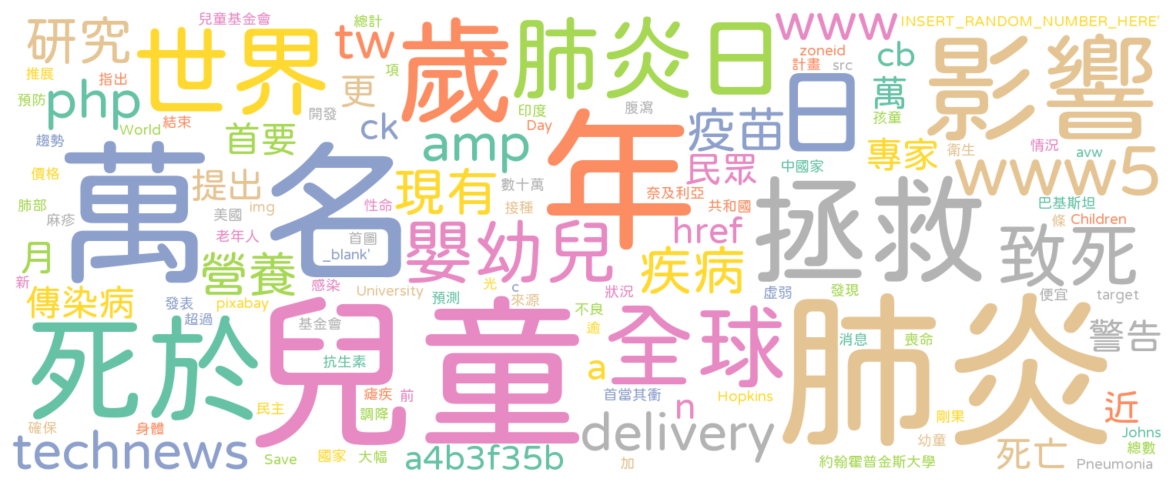 兒童基金會
總計
研究
世界
tw
歲
肺炎日
www
INSERT_RANDOM_NUMBER_HERE'
推展
指出
項
更
zoneid
計畫
src
cb
影響
預防
php
開發
印度
腹瀉
萬
孩童
World
結束
趨勢
首要
ck
amp
Day
疫苗
日
專家
衛生
情況
avw
價格
萬名
年
民眾
中國家
www5
提出
現有
數十萬
奈及利亞
肺部
img
性命
接種
共和國
拯救
巴基斯坦
麻疹
美國
條
Children
老年人
首圖
嬰幼兒
href
致死
月
_blank'
新
營養
感染
疾病
傳染病
發表
pixabay
超過
University
光
c
來源
預測
狀況
不良
逾
虛弱
發現
便宜
target
死於
兒童
基金會
抗生素
全球
肺炎
消息
喪命
警告
瘧疾
前
a
首當其衝
n
Hopkins
剛果
近
民主
調降
確保
身體
delivery
幼童
死亡
Johns
總數
technews
Save
國家
大幅
a4b3f35b
加
約翰霍普金斯大學
Pneumonia